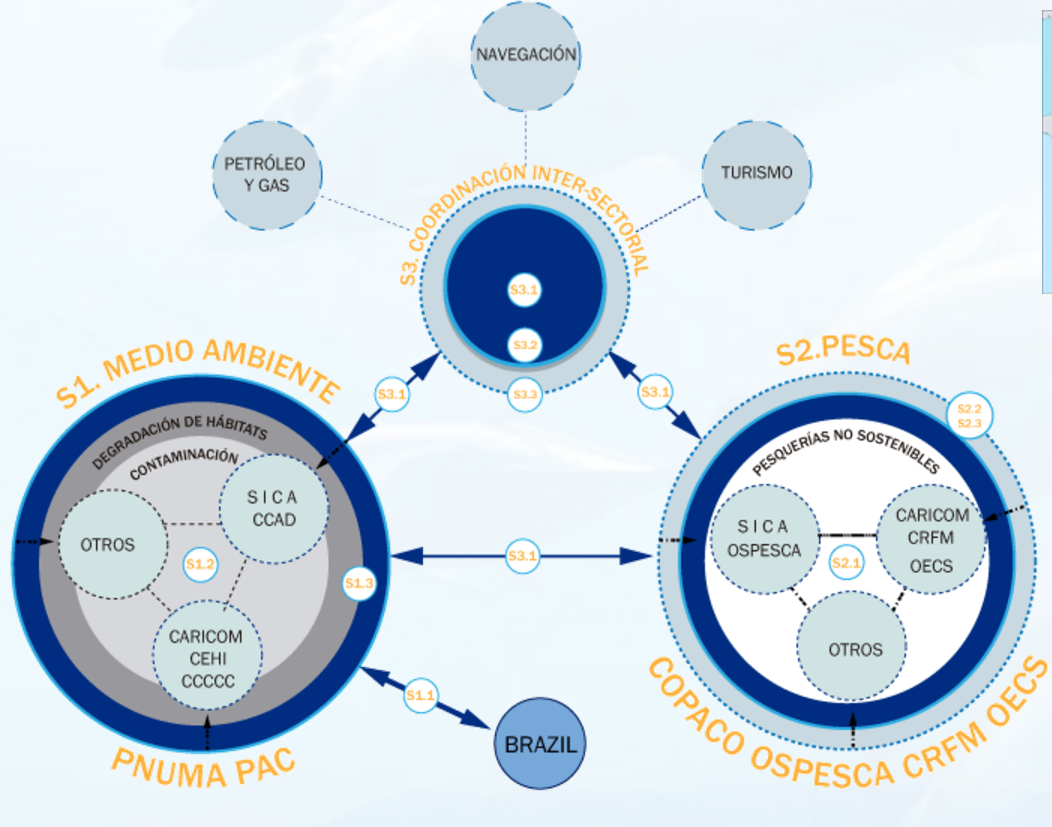 NAVEGACIÓN
PETRÓLEO
Y GAS
TURISMO
S3. COORDINACIÓN INTER-SECTORIAL
S3.1
S3.2
S3.3
S3.1
S3.1
S1. MEDIO AMBIENTE
DEGRADACIÓN DE HÁBITATS
CONTAMINACIÓN
S I C A
CCAD
OTROS
S1.2
S1.3
CARICOM
CEHI
CCCCC
PNUMA PAC
S3.1
S1.1
BRAZIL
S2.PESCA
S2.2
S2.3
PESQUERÍAS NO SOSTENIBLES
S I C A
OSPESCA
CARICOM
CRFM
OECS
S2.1
OTROS
COPACO OSPESCA CRFM OECS